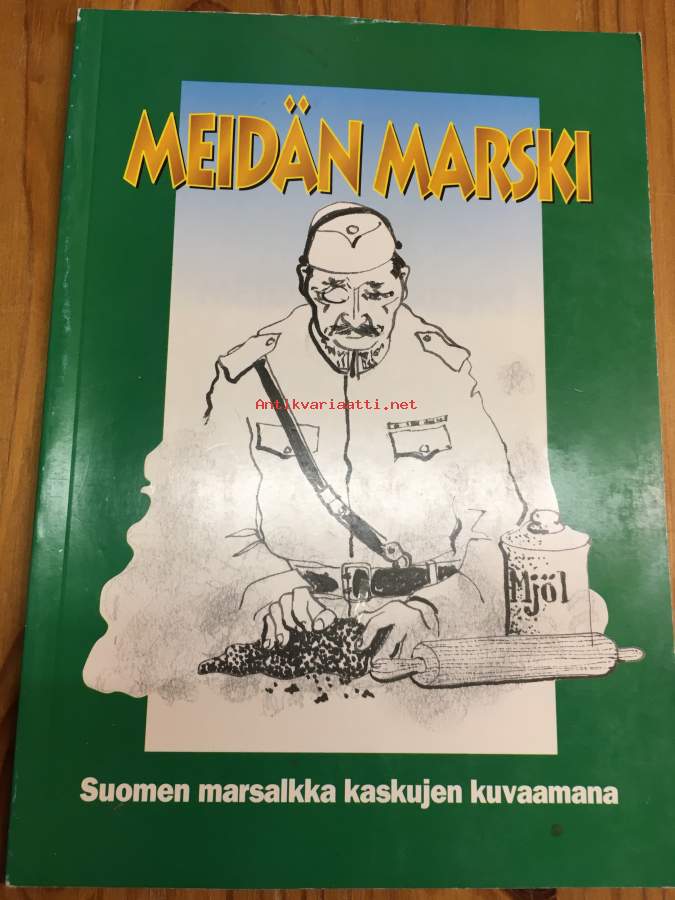 MEIDÄN MARSKI
Antikvariaatti.net
Mjöl
Suomen marsalkka kaskujen kuvaamana